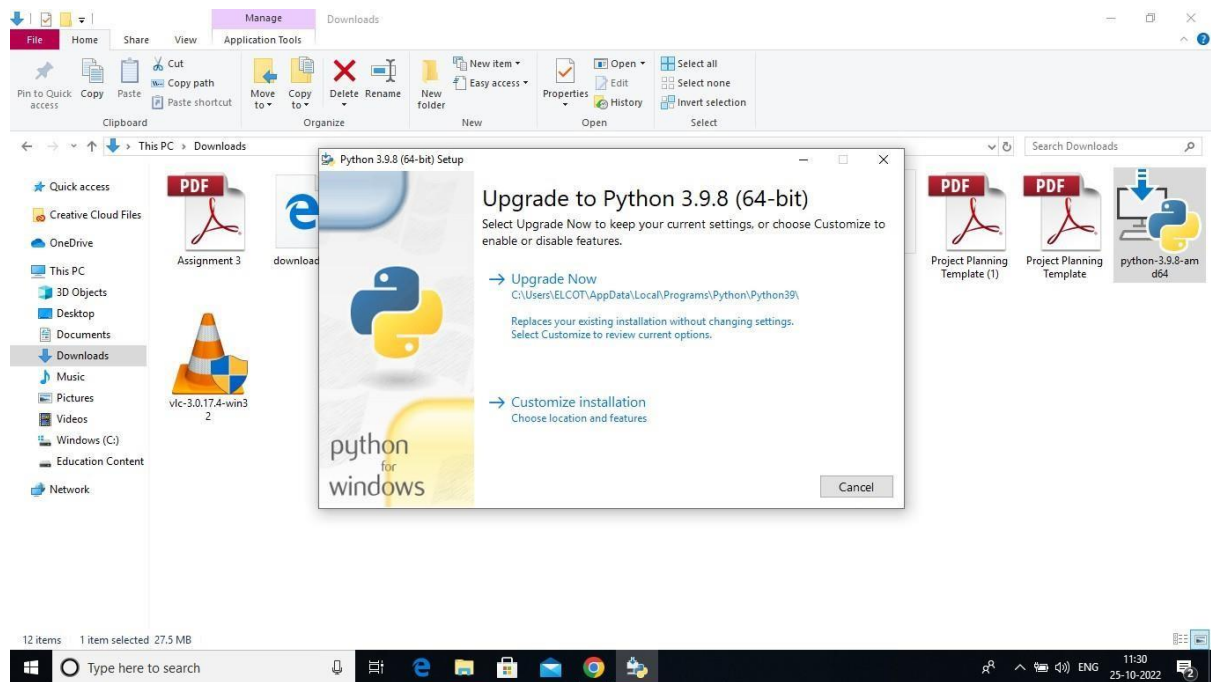 Manage
Downloads
File
Home
Share
View
Application Tools
Pin to Quick
access
Copy
Paste
Cut
Copy path
Paste shortcut
Clipboard
Move
to
Copy
to
Delete
Rename
Organize
New
folder
New item
Easy access
New
Properties
Open
Edit
History
Open
Select all
Select none
Invert selection
Select
This PC > Downloads
Search Downloads
Quick access
Creative Cloud Files
OneDrive
This PC
3D Objects
Desktop
Documents
Downloads
Music
Pictures
Videos
Windows (C:)
Education Content
Network
PDF
Assignment 3
download
vlc-3.0.17.4-win3
2
Python 3.9.8 (64-bit) Setup
Upgrade to Python 3.9.8 (64-bit)
Select Upgrade Now to keep your current settings, or choose Customize to
enable or disable features.
Upgrade Now
C:\Users\ELCOT\AppData\Local\Programs\Python\Python39\
Replaces your existing installation without changing settings.
Select Customize to review current options.
Customize installation
Choose location and features
python
for
windows
Cancel
PDF
Project Planning
Template (1)
PDF
Project Planning
Template
python-3.9.8-am
d64
12 items
1 item selected 27.5 MB
Type here to search
ENG
11:30
25-10-2022
2